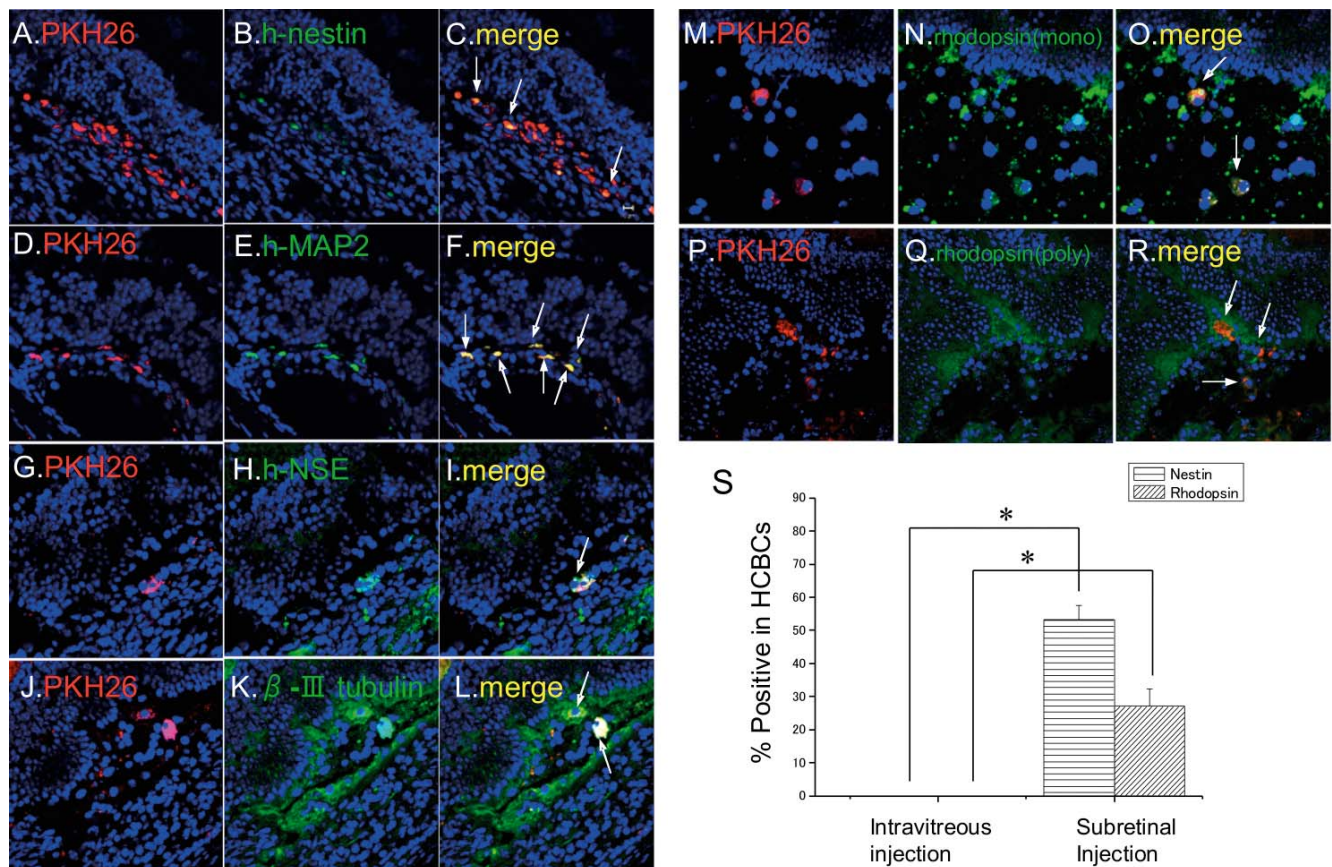 A.PKH26
B.h-nestin
C.merge
D.PKH26
E.h-MAP2
F.merge
G.PKH26
H.h-NSE
I.merge
J.PKH26
K.β-Ⅲ tubulin
L.merge
M.PKH26
N.rhodopsin(mono)
O.merge
P.PKH26
Q.rhodopsin(poly)
R.merge
S
Nestin
Rhodopsin
% Positive in HCBCs
90
80
70
60
50
40
30
20
10
0
*
*
Intravitreous
injection
Subretinal
Injection